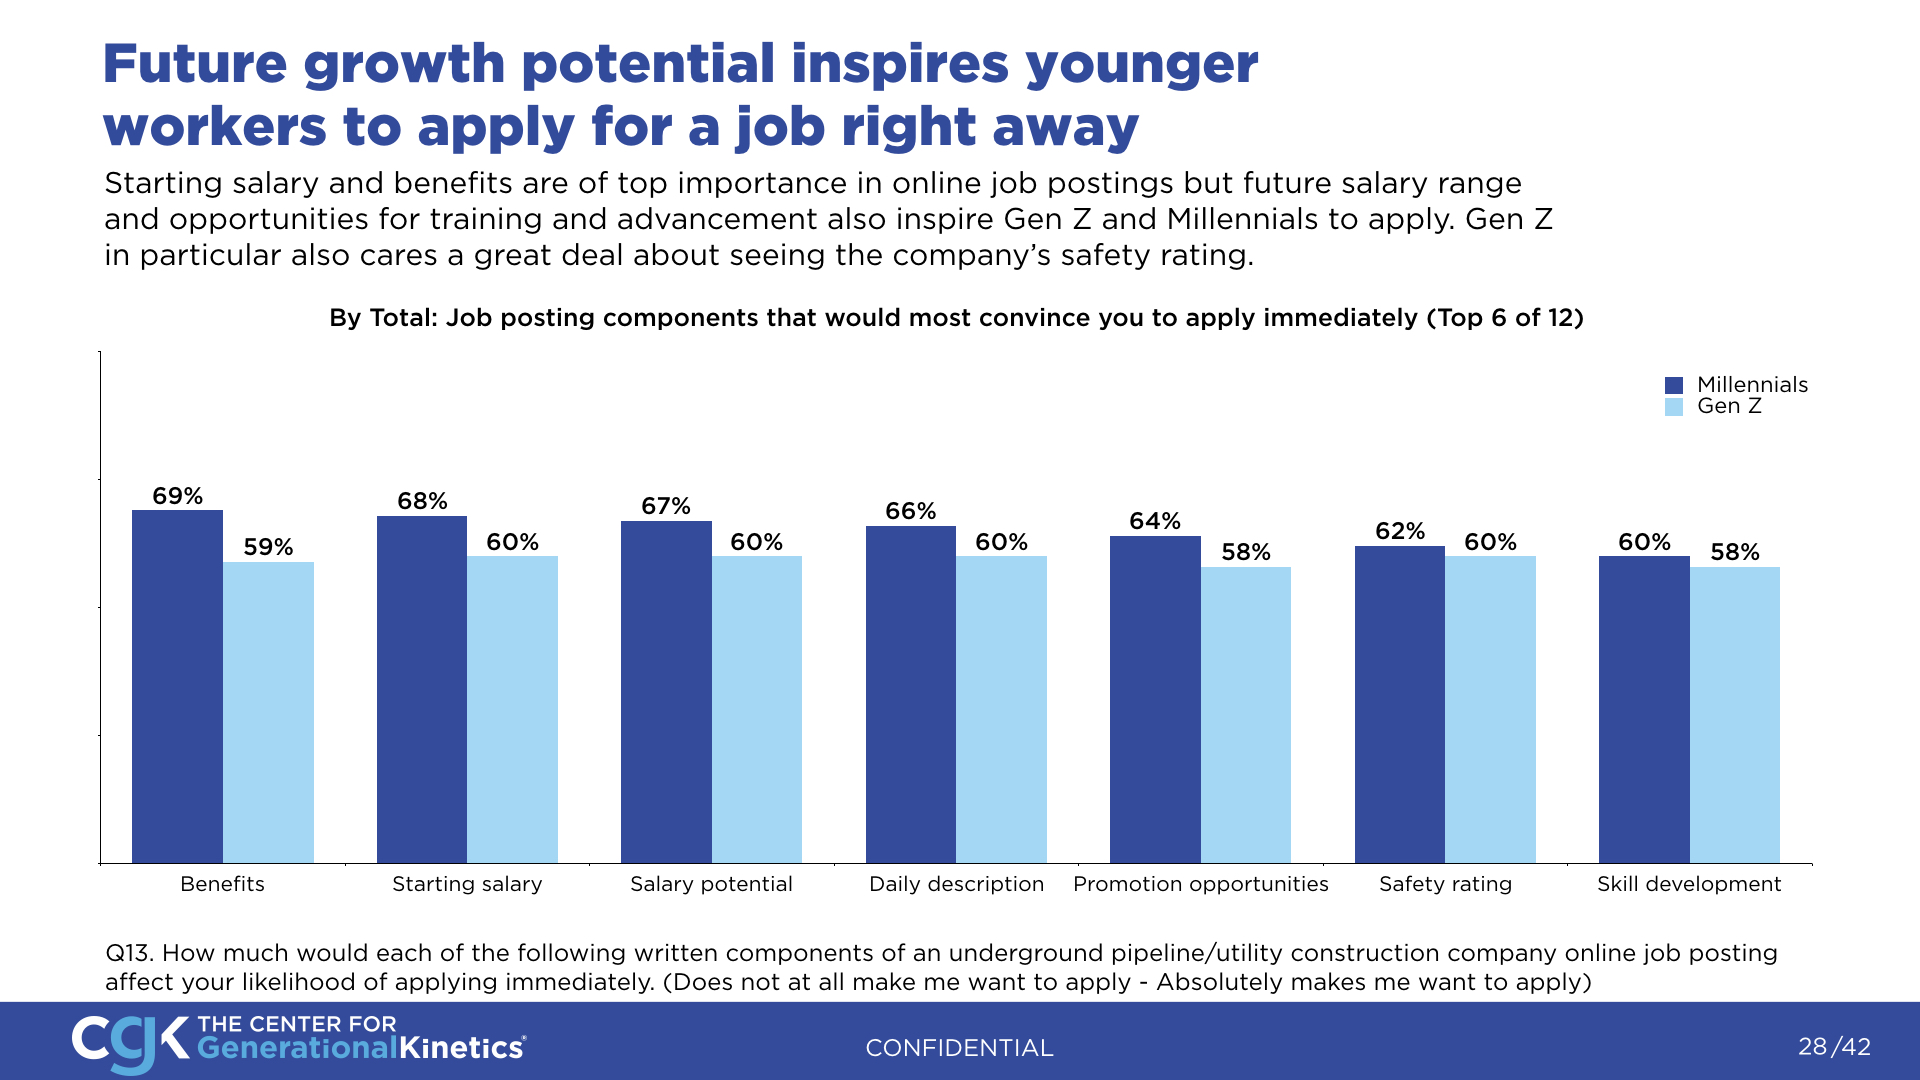 Future growth potential inspires younger
workers to apply for a job right away
Starting salary and benefits are of top importance in online job postings but future salary range
and opportunities for training and advancement also inspire Gen Z and Millennials to apply. Gen Z
in particular also cares a great deal about seeing the company’s safety rating.
By Total: Job posting components that would most convince you to apply immediately (Top 6 of 12)
Millennials
Gen Z
69%
59%
68%
60%
67%
60%
66%
60%
64%
58%
62%
60%
60%
58%
Benefits
Starting salary
Salary potential
Daily description
Promotion opportunities
Safety rating
Skill development
Q13. How much would each of the following written components of an underground pipeline/utility construction company online job posting
affect your likelihood of applying immediately. (Does not at all make me want to apply - Absolutely makes me want to apply)
cgk
THE CENTER FOR
GenerationalKinetics®
CONFIDENTIAL
28/42